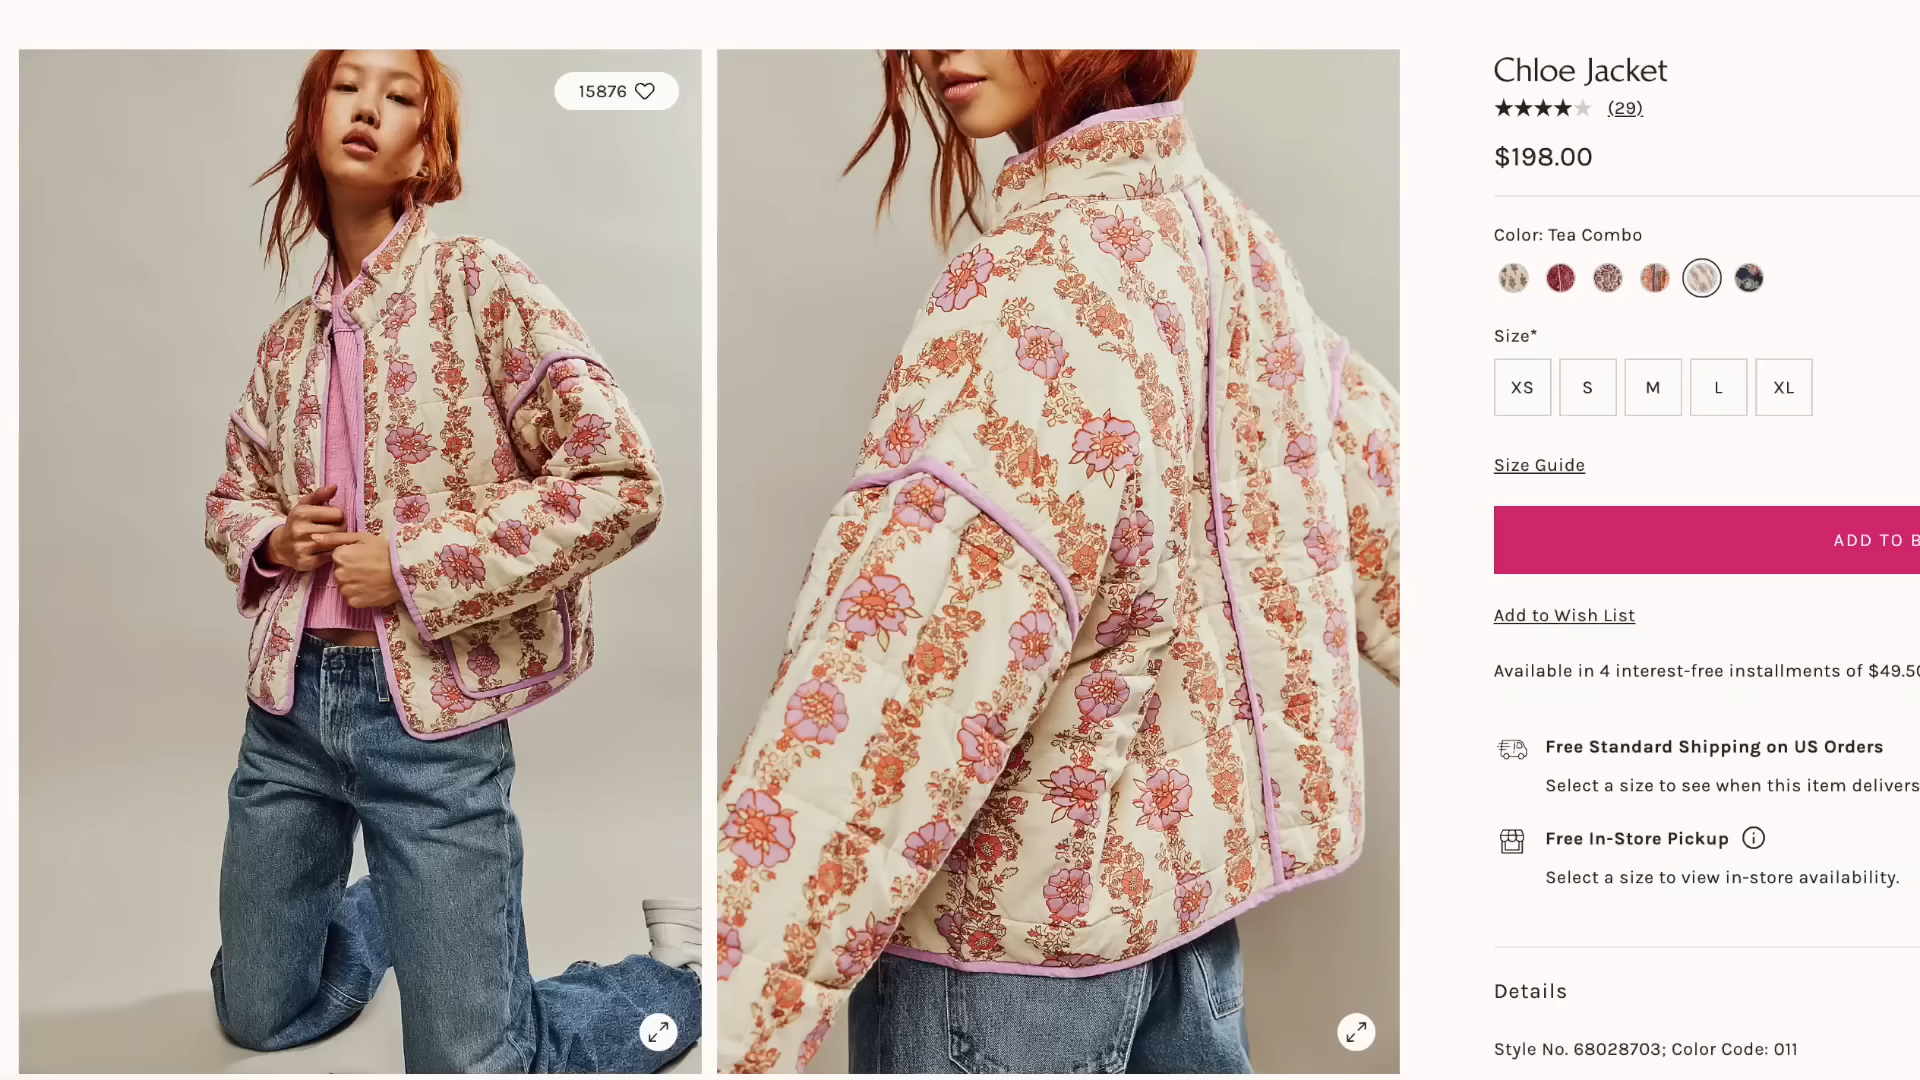 15876
Chloe Jacket
(29)
$198.00
Color: Tea Combo
Size*
XS S M L XL
Size Guide
ADD TO B
Add to Wish List
Available in 4 interest-free installments of $49.50
Free Standard Shipping on US Orders
Select a size to see when this item delivers
Free In-Store Pickup
Select a size to view in-store availability.
Details
Style No. 68028703; Color Code: 011